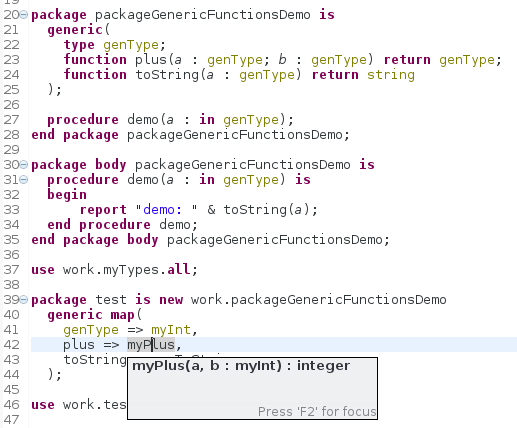 20 package packageGenericFunctionsDemo is
21 generic(
22 type genType;
23 function plus(a : genType; b : genType) return genType;
24 function toString(a : genType) return string
25 );
26
27 procedure demo(a : in genType);
28 end package packageGenericFunctionsDemo;
29
30 package body packageGenericFunctionsDemo is
31 procedure demo(a : in genType) is
32 begin
33 report "demo: " & toString(a);
34 end procedure demo;
35 end package body packageGenericFunctionsDemo;
36
37 use work.myTypes.all;
38
39 package test is new work.packageGenericFunctionsDemo
40 generic map(
41 genType => myInt,
42 plus => myPlus,
43 toString
44 );
45
46 use work.tes
47
myPlus(a, b : myInt) : integer
Press 'F2' for focus